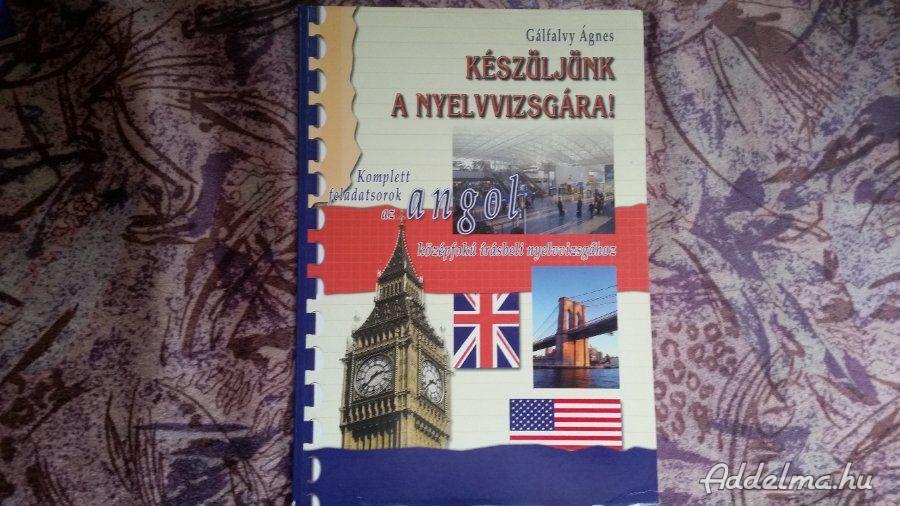 Gálfalvy Ágnes
KÉSZÜLJÜNK
A NYELVVIZSGÁRA!
Komplett
feladatsorok
az angol
középfokú írásbeli nyelvvizsgához
Addelma.hu